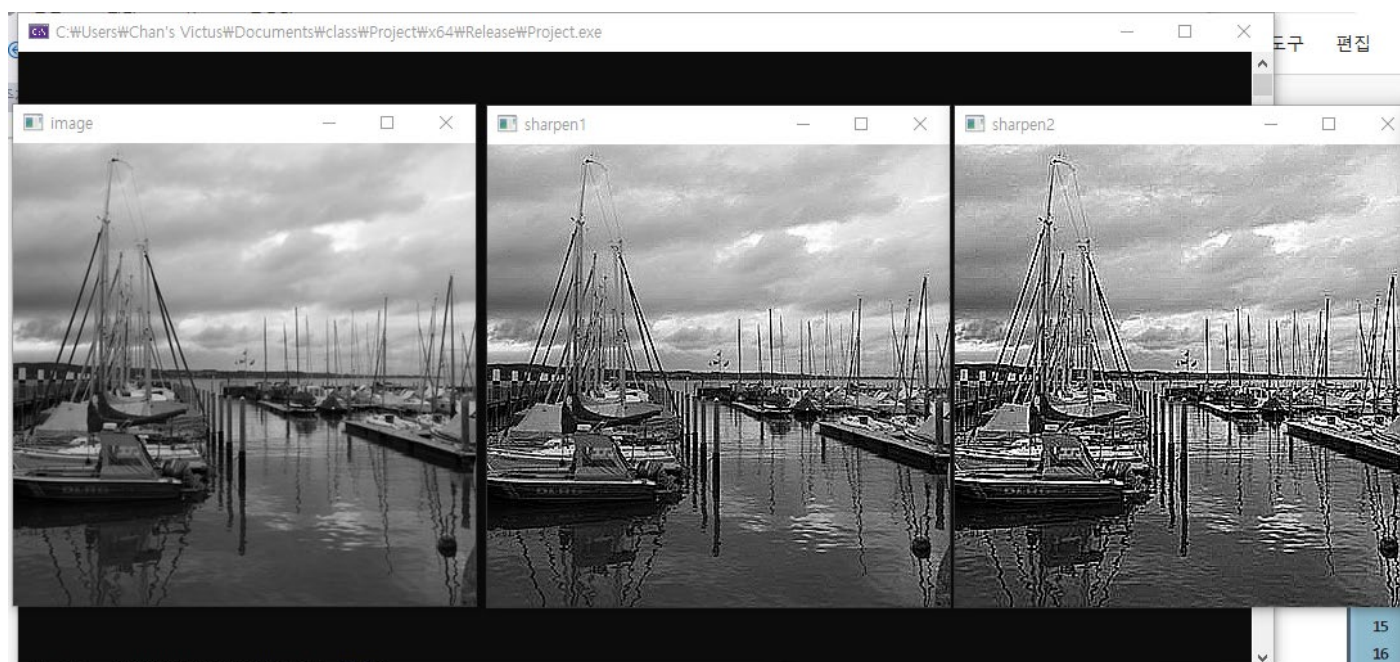 C:₩Users₩Chan's Victus₩Documents₩class₩Project₩x64₩Release₩Project.exe
도구 편집
image
sharpen1
sharpen2
DLRG
15
16